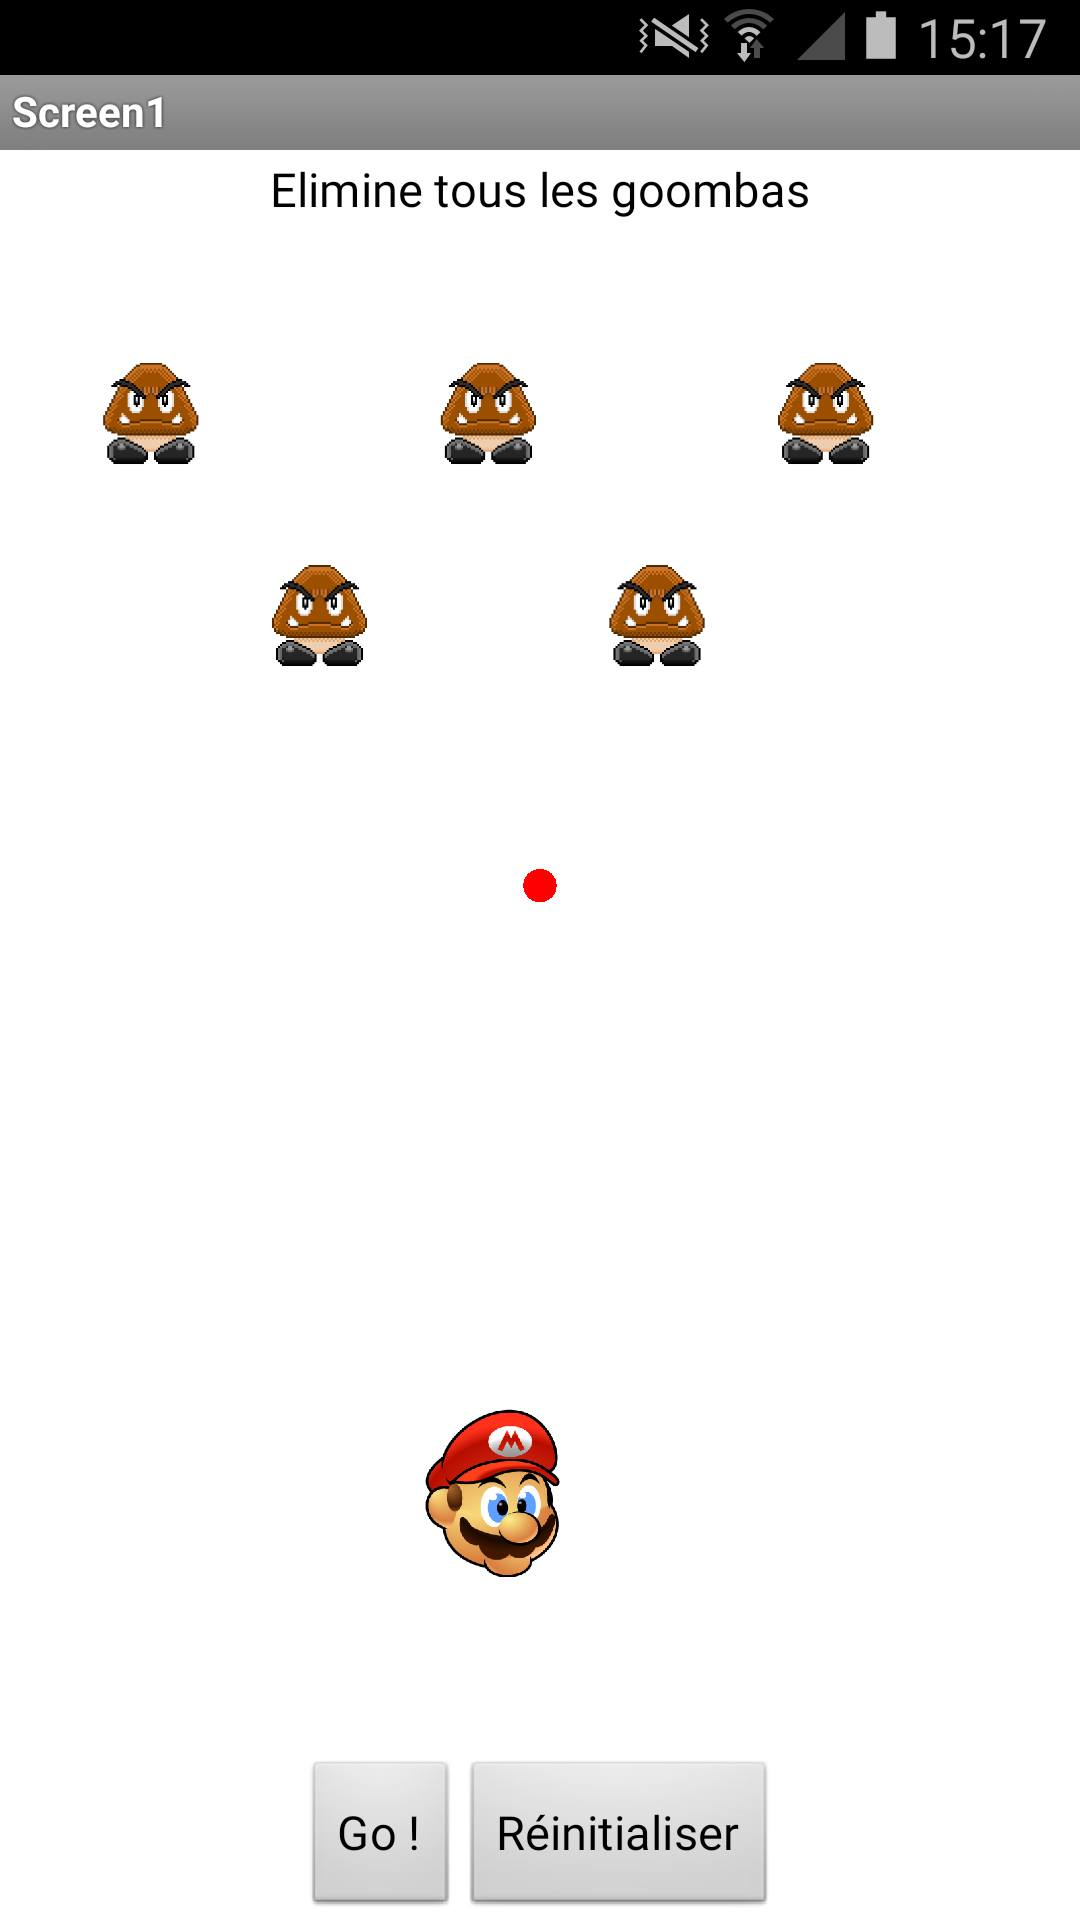 15:17
Screen1
Elimine tous les goombas
M
Go !
Réinitialiser